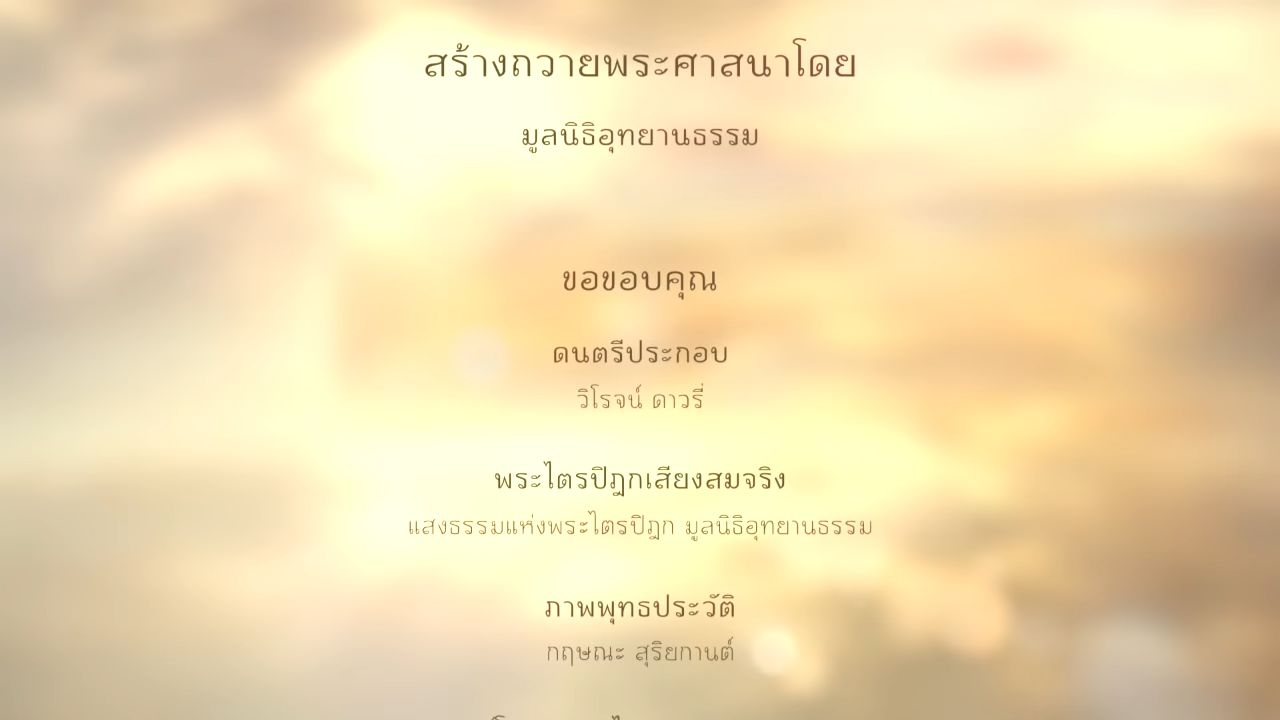 สร้างถวายพระศาสนาโดย
มูลนิธิอุทยานธรรม
ขอขอบคุณ
ดนตรีประกอบ
วิโรจน์ ดาวรี่
พระไตรปิฎกเสียงสมจริง
แสงธรรมแห่งพระไตรปิฎก มูลนิธิอุทยานธรรม
ภาพพุทธประวัติ
กฤษณะ สุริยกานต์